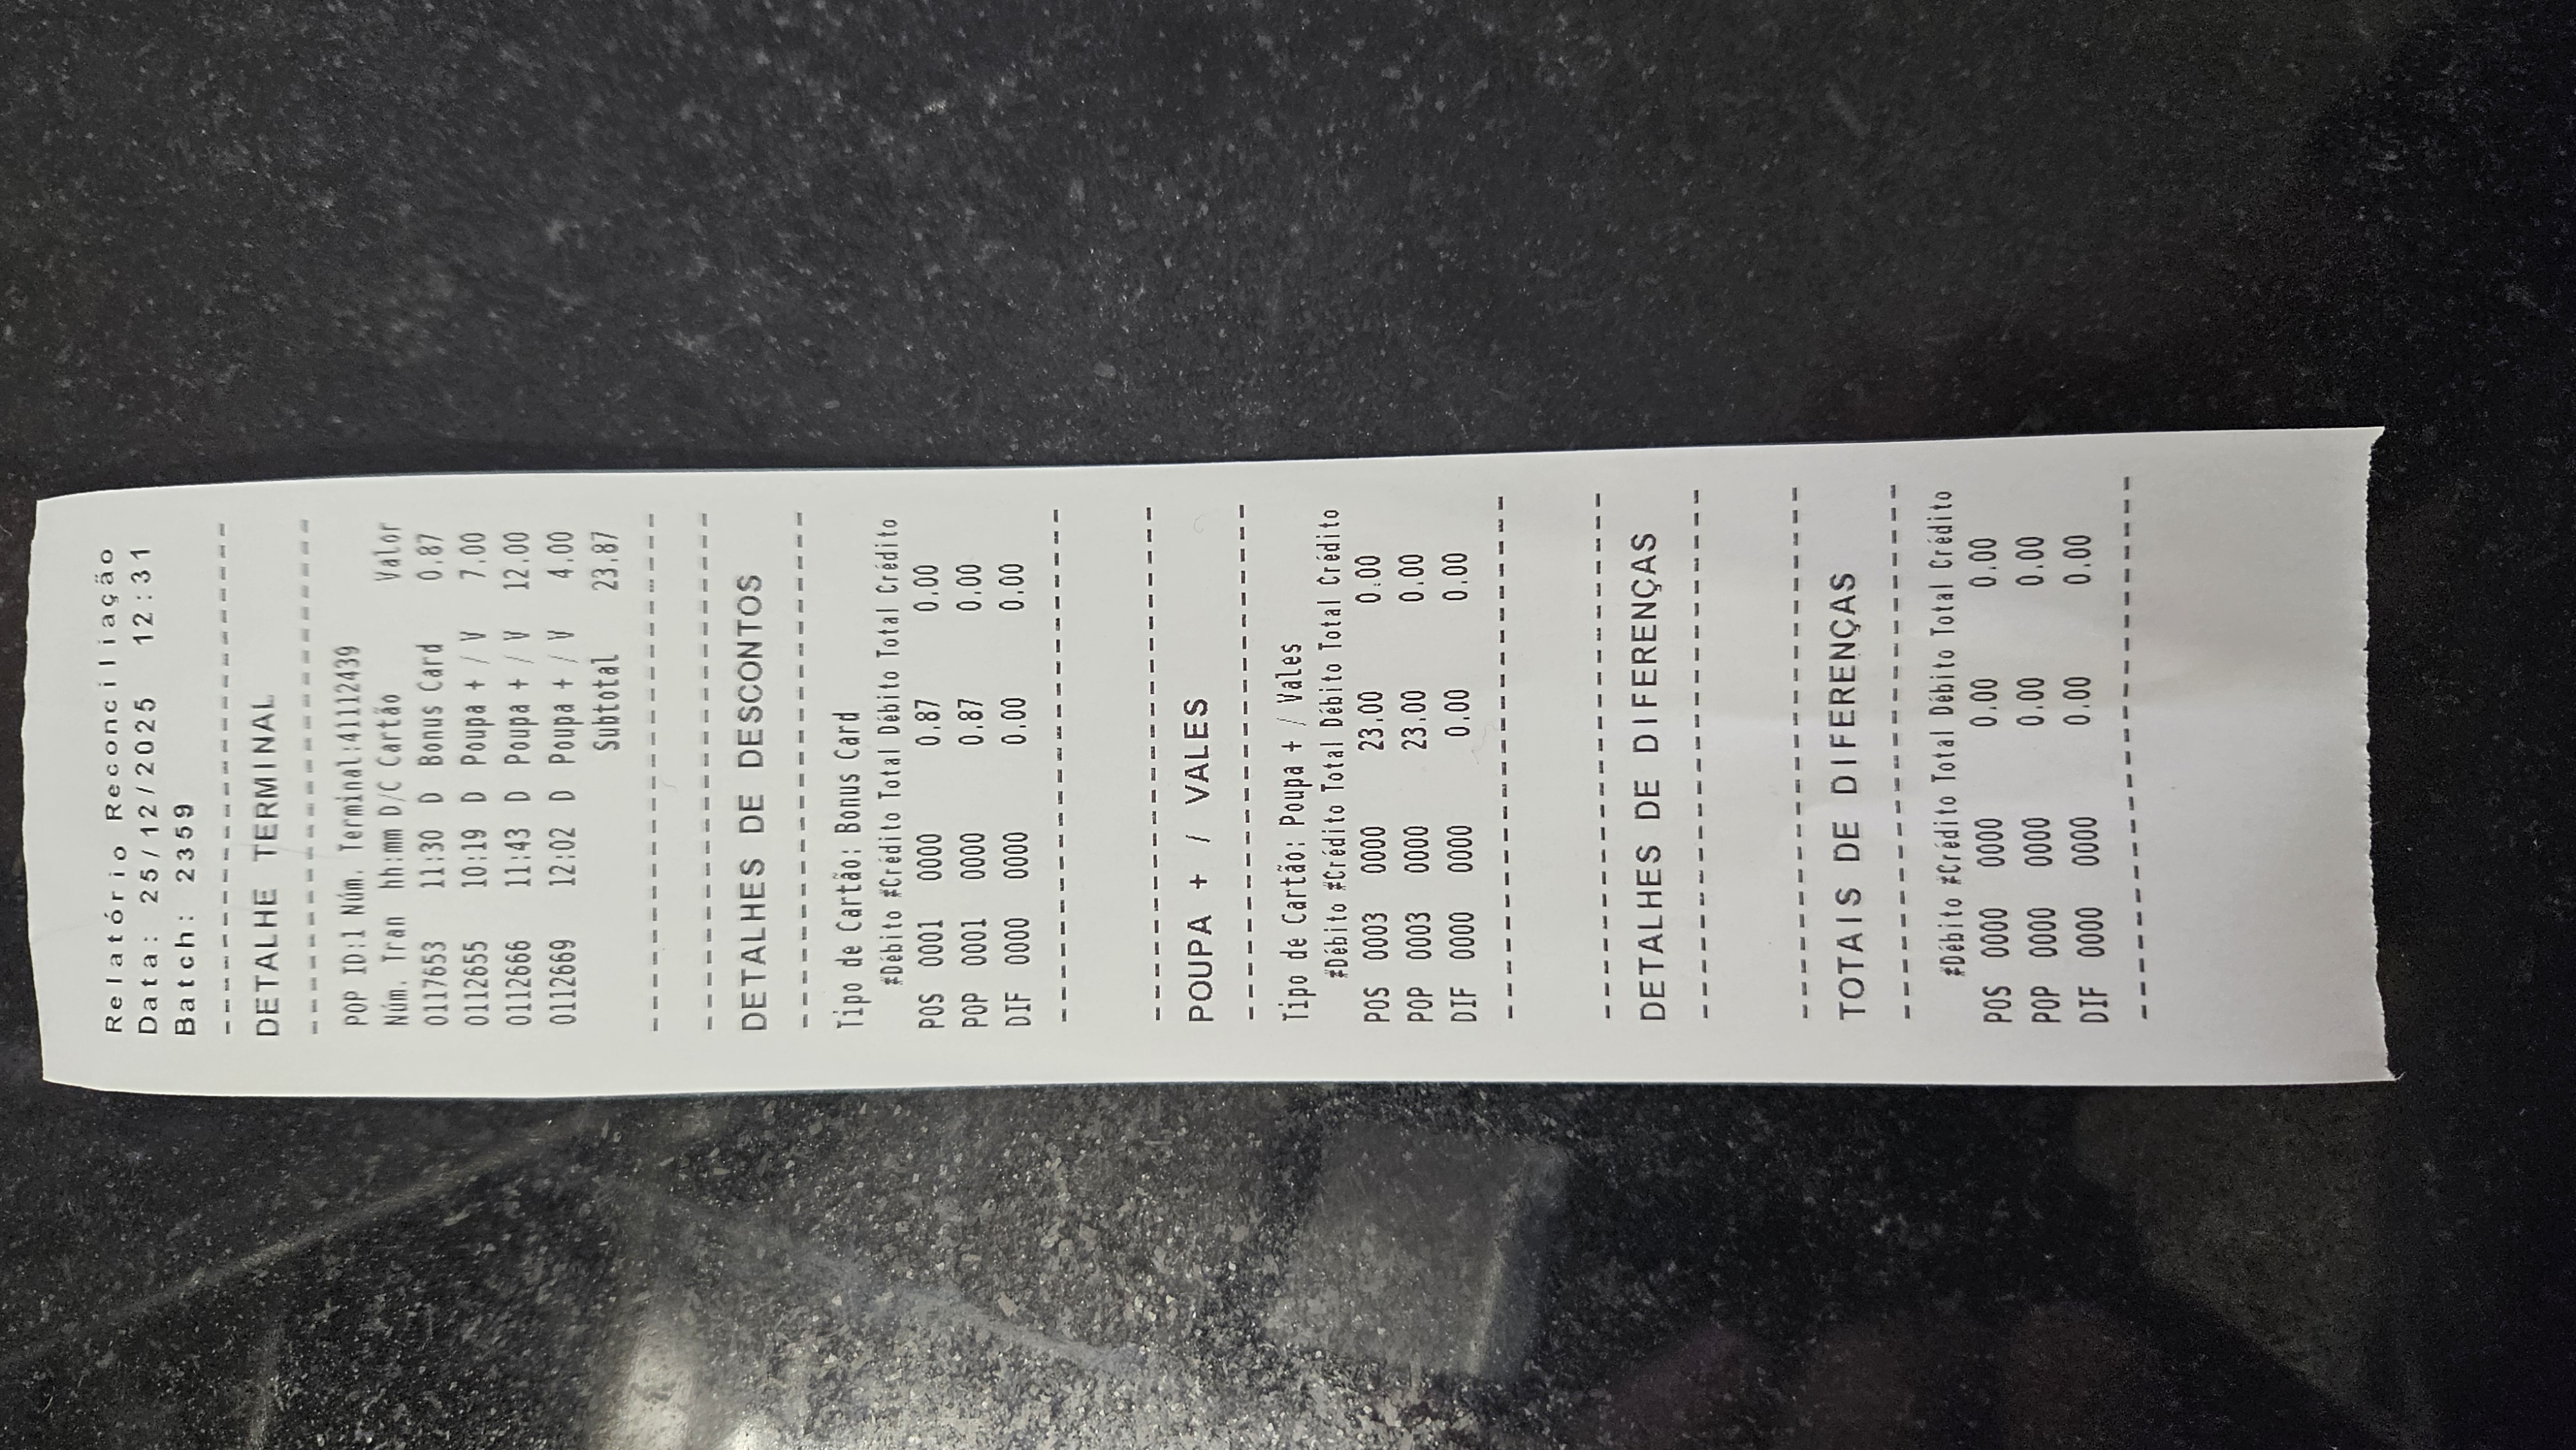 Relatório Reconciliação
Data: 25/12/2025 12:31
Batch: 2359
------------------------
DETALHE TERMINAL
------------------------
POP ID:1 Núm. Terminal:41112439
Núm. Tran hh:mm D/C Cartão Valor
0117653 11:30 D Bonus Card 0.87
0112655 10:19 D Poupa + / V 7.00
0112666 11:43 D Poupa + / V 12.00
0112669 12:02 D Poupa + / V 4.00
Subtotal 23.87
------------------------
------------------------
DETALHES DE DESCONTOS
------------------------
Tipo de Cartão: Bonus Card
#Débito #Crédito Total Débito Total Crédito
POS 0001 0000 0.87 0.00
POP 0001 0000 0.87 0.00
DIF 0000 0000 0.00 0.00
------------------------
------------------------
POUPA + / VALES
------------------------
Tipo de Cartão: Poupa + / Vales
#Débito #Crédito Total Débito Total Crédito
POS 0003 0000 23.00 0.00
POP 0003 0000 23.00 0.00
DIF 0000 0000 0.00 0.00
------------------------
------------------------
DETALHES DE DIFERENÇAS
------------------------
------------------------
TOTAIS DE DIFERENÇAS
------------------------
#Débito #Crédito Total Débito Total Crédito
POS 0000 0000 0.00 0.00
POP 0000 0000 0.00 0.00
DIF 0000 0000 0.00 0.00
------------------------